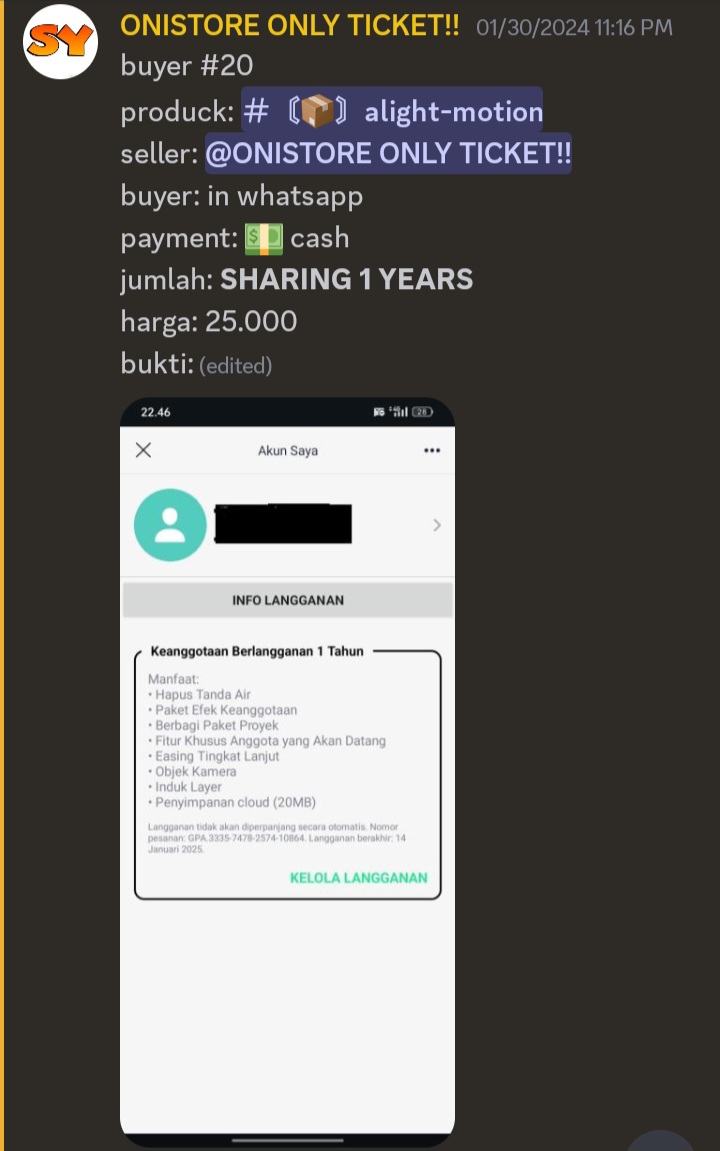 SY
ONISTORE ONLY TICKET!! 01/30/2024 11:16 PM
buyer #20
produck: # 〘📦〙 alight-motion
seller: @ONISTORE ONLY TICKET!!
buyer: in whatsapp
payment: 💵 cash
jumlah: SHARING 1 YEARS
harga: 25.000
bukti: (edited)
22.46 28
Akun Saya
INFO LANGGANAN
Keanggotaan Berlangganan 1 Tahun
Manfaat:
• Hapus Tanda Air
• Paket Efek Keanggotaan
• Berbagi Paket Proyek
• Fitur Khusus Anggota yang Akan Datang
• Easing Tingkat Lanjut
• Objek Kamera
• Induk Layer
• Penyimpanan cloud (20MB)
Langganan tidak akan diperpanjang secara otomatis. Nomor
pesanan: GPA.3335-7478-2574-10864. Langganan berakhir: 14
Januari 2025.
KELOLA LANGGANAN